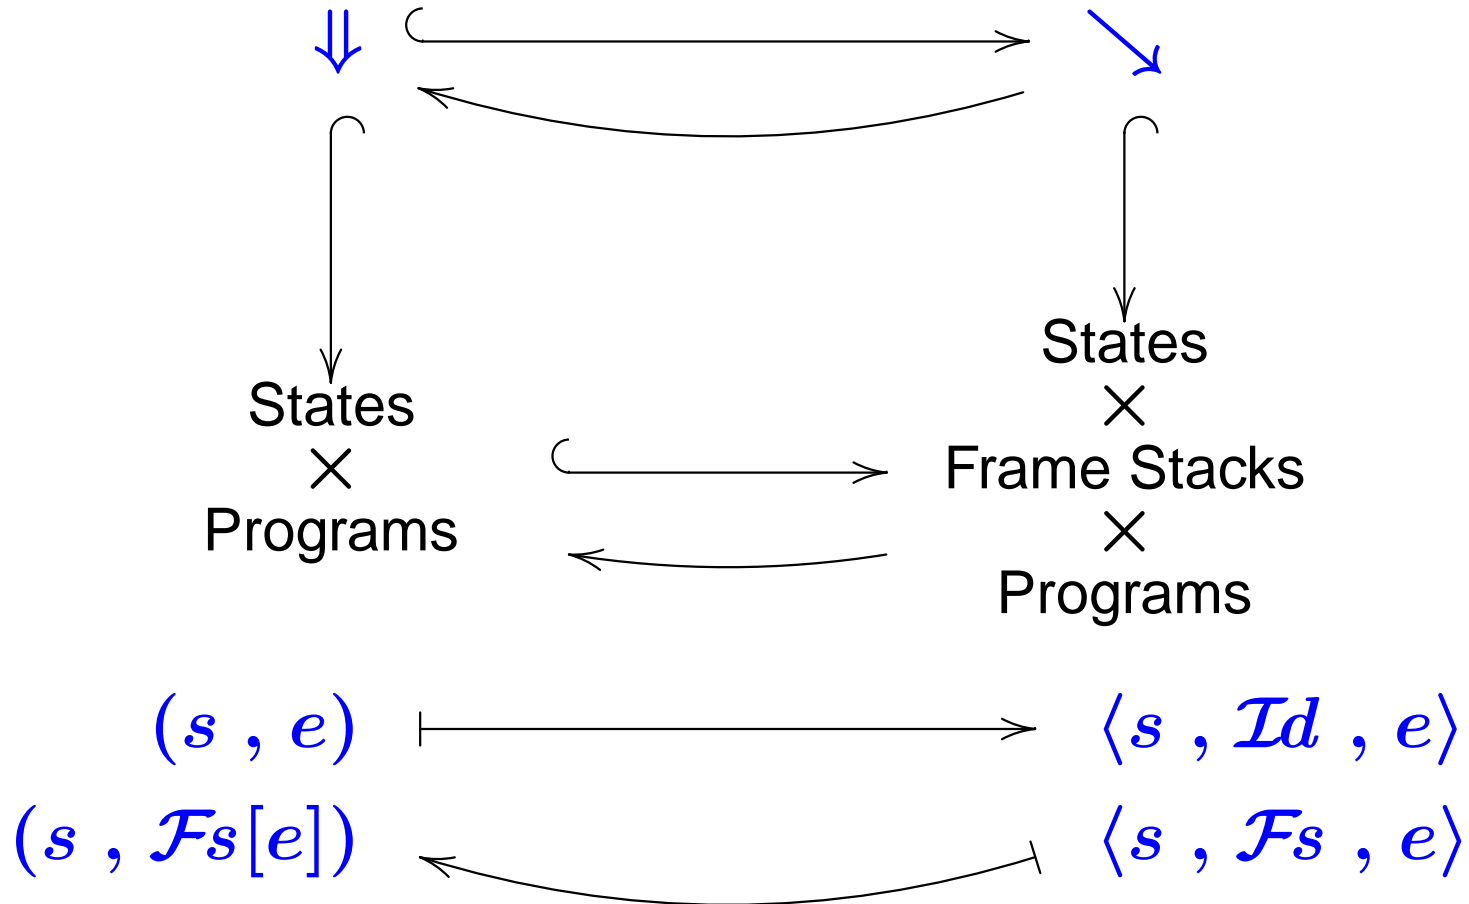 ⇓ ↘
States
×
Programs
States
×
Frame Stacks
×
Programs
(s , e) ⟨s , ℐd , e⟩
(s , ℱs[e]) ⟨s , ℱs , e⟩